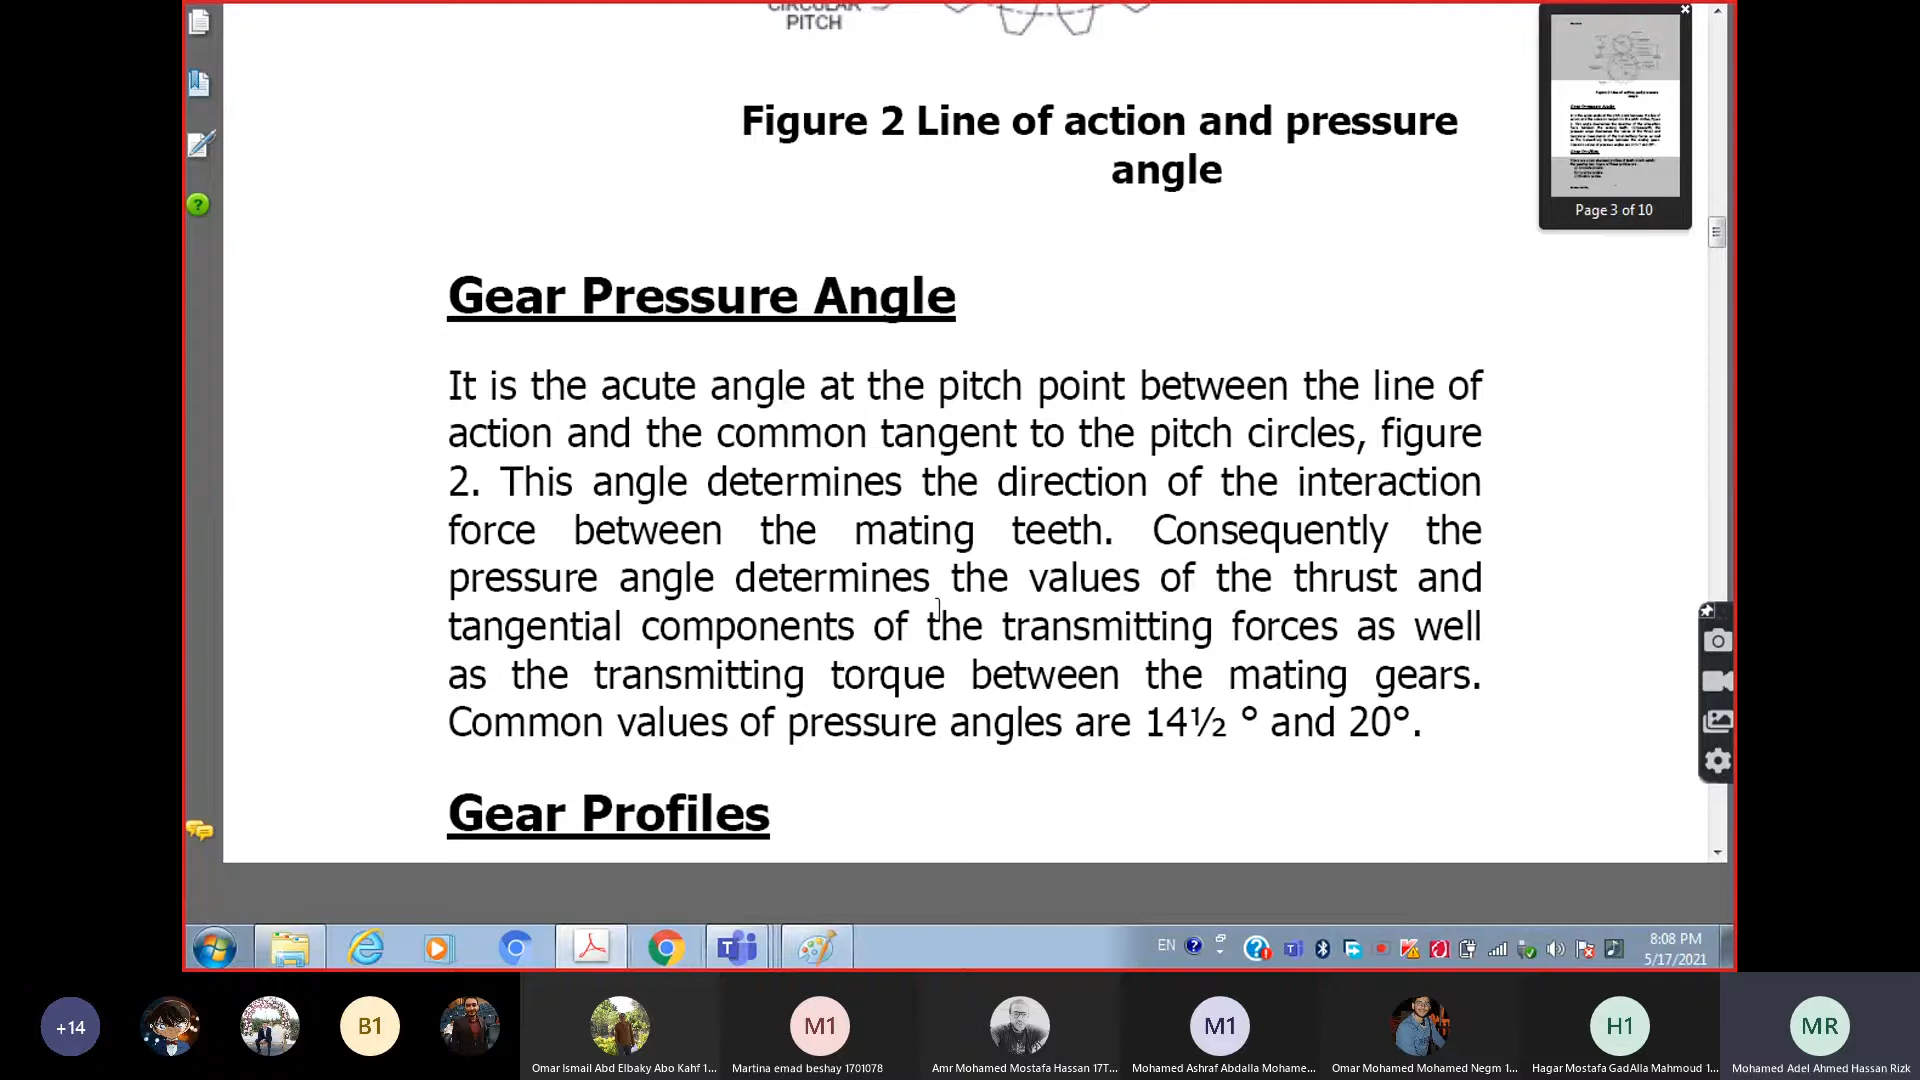 CIRCULAR
PITCH
Figure 2 Line of action and pressure
angle
Page 3 of 10
Gear Pressure Angle
It is the acute angle at the pitch point between the line of
action and the common tangent to the pitch circles, figure
2. This angle determines the direction of the interaction
force between the mating teeth. Consequently the
pressure angle determines the values of the thrust and
tangential components of the transmitting forces as well
as the transmitting torque between the mating gears.
Common values of pressure angles are 14½ ° and 20°.
Gear Profiles
EN
8:08 PM
5/17/2021
+14
B1
M1
M1
H1
MR
Omar Ismail Abd Elbaky Abo Kahf 1...
Martina emad beshay 1701078
Amr Mohamed Mostafa Hassan 17T...
Mohamed Ashraf Abdalla Mohame...
Omar Mohamed Mohamed Negm 1...
Hagar Mostafa GadAlla Mahmoud 1...
Mohamed Adel Ahmed Hassan Rizk